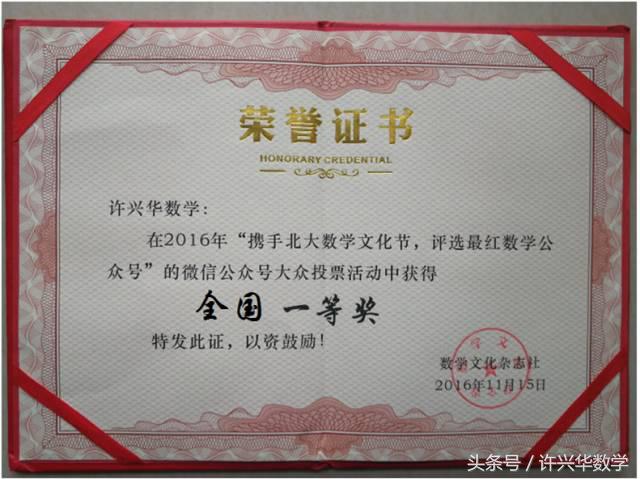 荣誉证书
HONORARY CREDENTIAL
许兴华数学：
在2016年“携手北大数学文化节，评选最红数学公
众号”的微信公众号大众投票活动中获得
全国 一等奖
特发此证，以资鼓励！
数学文化杂志社
2016年11月15日
头条号／许兴华数学